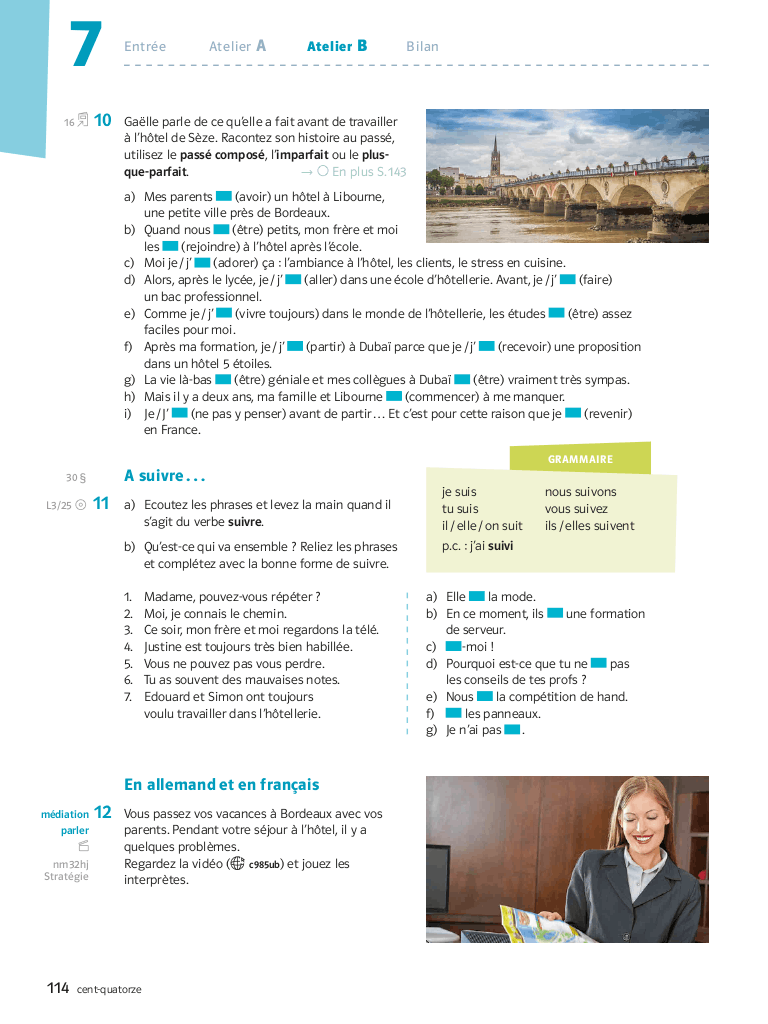 7 Entrée Atelier A Atelier B Bilan
16 10 Gaëlle parle de ce qu'elle a fait avant de travailler
à l'hôtel de Sèze. Racontez son histoire au passé,
utilisez le passé composé, l'imparfait ou le plus-
que-parfait. → En plus S.143
a) Mes parents (avoir) un hôtel à Libourne,
une petite ville près de Bordeaux.
b) Quand nous (être) petits, mon frère et moi
les (rejoindre) à l'hôtel après l'école.
c) Moi je/j' (adorer) ça : l'ambiance à l'hôtel, les clients, le stress en cuisine.
d) Alors, après le lycée, je/j' (aller) dans une école d'hôtellerie. Avant, je/j' (faire)
un bac professionnel.
e) Comme je/j' (vivre toujours) dans le monde de l'hôtellerie, les études (être) assez
faciles pour moi.
f) Après ma formation, je/j' (partir) à Dubaï parce que je/j' (recevoir) une proposition
dans un hôtel 5 étoiles.
g) La vie là-bas (être) géniale et mes collègues à Dubaï (être) vraiment très sympas.
h) Mais il y a deux ans, ma famille et Libourne (commencer) à me manquer.
i) Je/J' (ne pas y penser) avant de partir... Et c'est pour cette raison que je (revenir)
en France.
30 § A suivre...
L3/25 11 a) Ecoutez les phrases et levez la main quand il
s'agit du verbe suivre.
b) Qu'est-ce qui va ensemble ? Reliez les phrases
et complétez avec la bonne forme de suivre.
GRAMMAIRE
je suis nous suivons
tu suis vous suivez
il/elle/on suit ils/elles suivent
p.c. : j'ai suivi
1. Madame, pouvez-vous répéter ?
2. Moi, je connais le chemin.
3. Ce soir, mon frère et moi regardons la télé.
4. Justine est toujours très bien habillée.
5. Vous ne pouvez pas vous perdre.
6. Tu as souvent des mauvaises notes.
7. Edouard et Simon ont toujours
voulu travailler dans l'hôtellerie.
a) Elle la mode.
b) En ce moment, ils une formation
de serveur.
c) -moi !
d) Pourquoi est-ce que tu ne pas
les conseils de tes profs ?
e) Nous la compétition de hand.
f) les panneaux.
g) Je n'ai pas .
En allemand et en français
médiation 12 Vous passez vos vacances à Bordeaux avec vos
parler parents. Pendant votre séjour à l'hôtel, il y a
quelques problèmes.
nm32hj Regardez la vidéo ( c985ub) et jouez les
Stratégie interprètes.
114 cent-quatorze